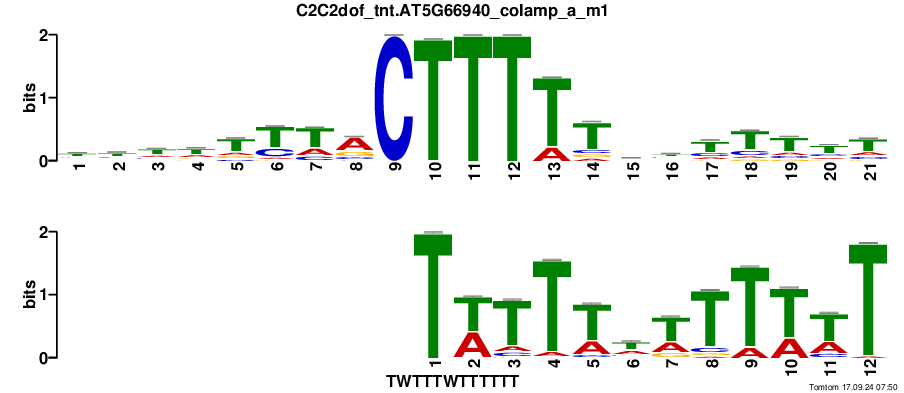 C2C2dof_tnt.AT5G66940_colamp_a_m1
2
bits
1
0
CTTTTT
1 2 3 4 5 6 7 8 9 10 11 12 13 14 15 16 17 18 19 20 21
2
bits
1
0
TTTTTTTTTTTT
1 2 3 4 5 6 7 8 9 10 11 12
TWTTTWTTTTTT
Tomtom 17.09.24 07:50